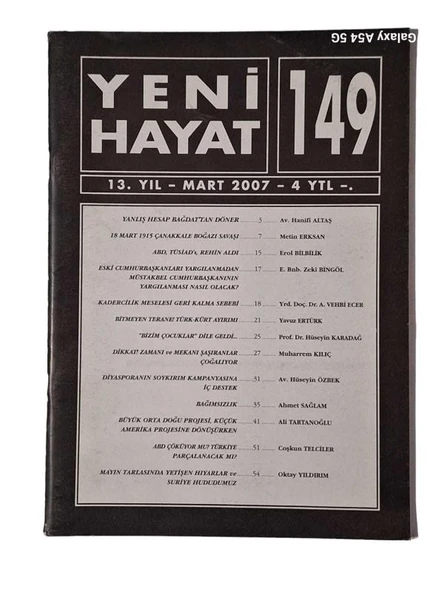 Galaxy A54 5G
YENİ
HAYAT
149
13. YIL – MART 2007 – 4 YTL –.
YANLIŞ HESAP BAĞDAT'TAN DÖNER ....... 3 ....... Av. Hanifi ALTAŞ
18 MART 1915 ÇANAKKALE BOĞAZI SAVAŞI ....... 7 ....... Metin ERKSAN
ABD, TÜSİAD'ı, REHİN ALDI ....... 15 ....... Erol BİLBİLİK
ESKİ CUMHURBAŞKANLARI YARGILANMADAN ....... 17 ....... E. Bnb. Zeki BİNGÖL
MÜSTAKBEL CUMHURBAŞKANININ
YARGILANMASI NASIL OLACAK?
KADERCİLİK MESELESİ GERİ KALMA SEBEBİ ....... 18 ....... Yrd. Doç. Dr. A. VEHBİ ECER
BİTMEYEN TERANE! TÜRK-KÜRT AYIRIMI ....... 21 ....... Yavuz ERTÜRK
"BİZİM ÇOCUKLAR" DİLE GELDİ.. ....... 25 ....... Prof. Dr. Hüseyin KARADAĞ
DİKKAT! ZAMANI ve MEKANI ŞAŞIRANLAR ....... 27 ....... Muharrem KILIÇ
ÇOĞALIYOR
DİYASPORANIN SOYKIRIM KAMPANYASINA ....... 31 ....... Av. Hüseyin ÖZBEK
İÇ DESTEK
BAĞIMSIZLIK ....... 35 ....... Ahmet SAĞLAM
BÜYÜK ORTA DOĞU PROJESİ, KÜÇÜK ....... 41 ....... Ali TARTANOĞLU
AMERİKA PROJESİNE DÖNÜŞÜRKEN
ABD ÇÖKÜYOR MU? TÜRKİYE ....... 51 ....... Coşkun TELCİLER
PARÇALANACAK MI?
MAYIN TARLASINDA YETİŞEN HIYARLAR ve ....... 54 ....... Oktay YILDIRIM
SURİYE HUDUDUMUZ